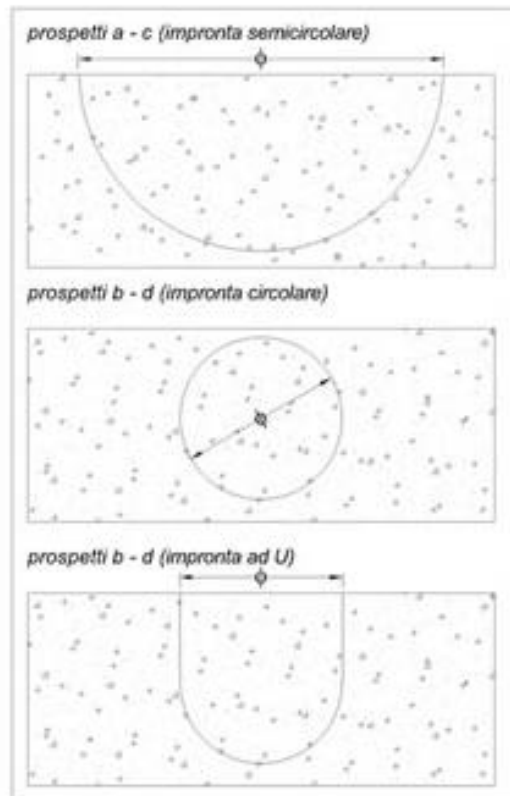 prospetti a - c (impronta semicircolare)
prospetti b - d (impronta circolare)
prospetti b - d (impronta ad U)